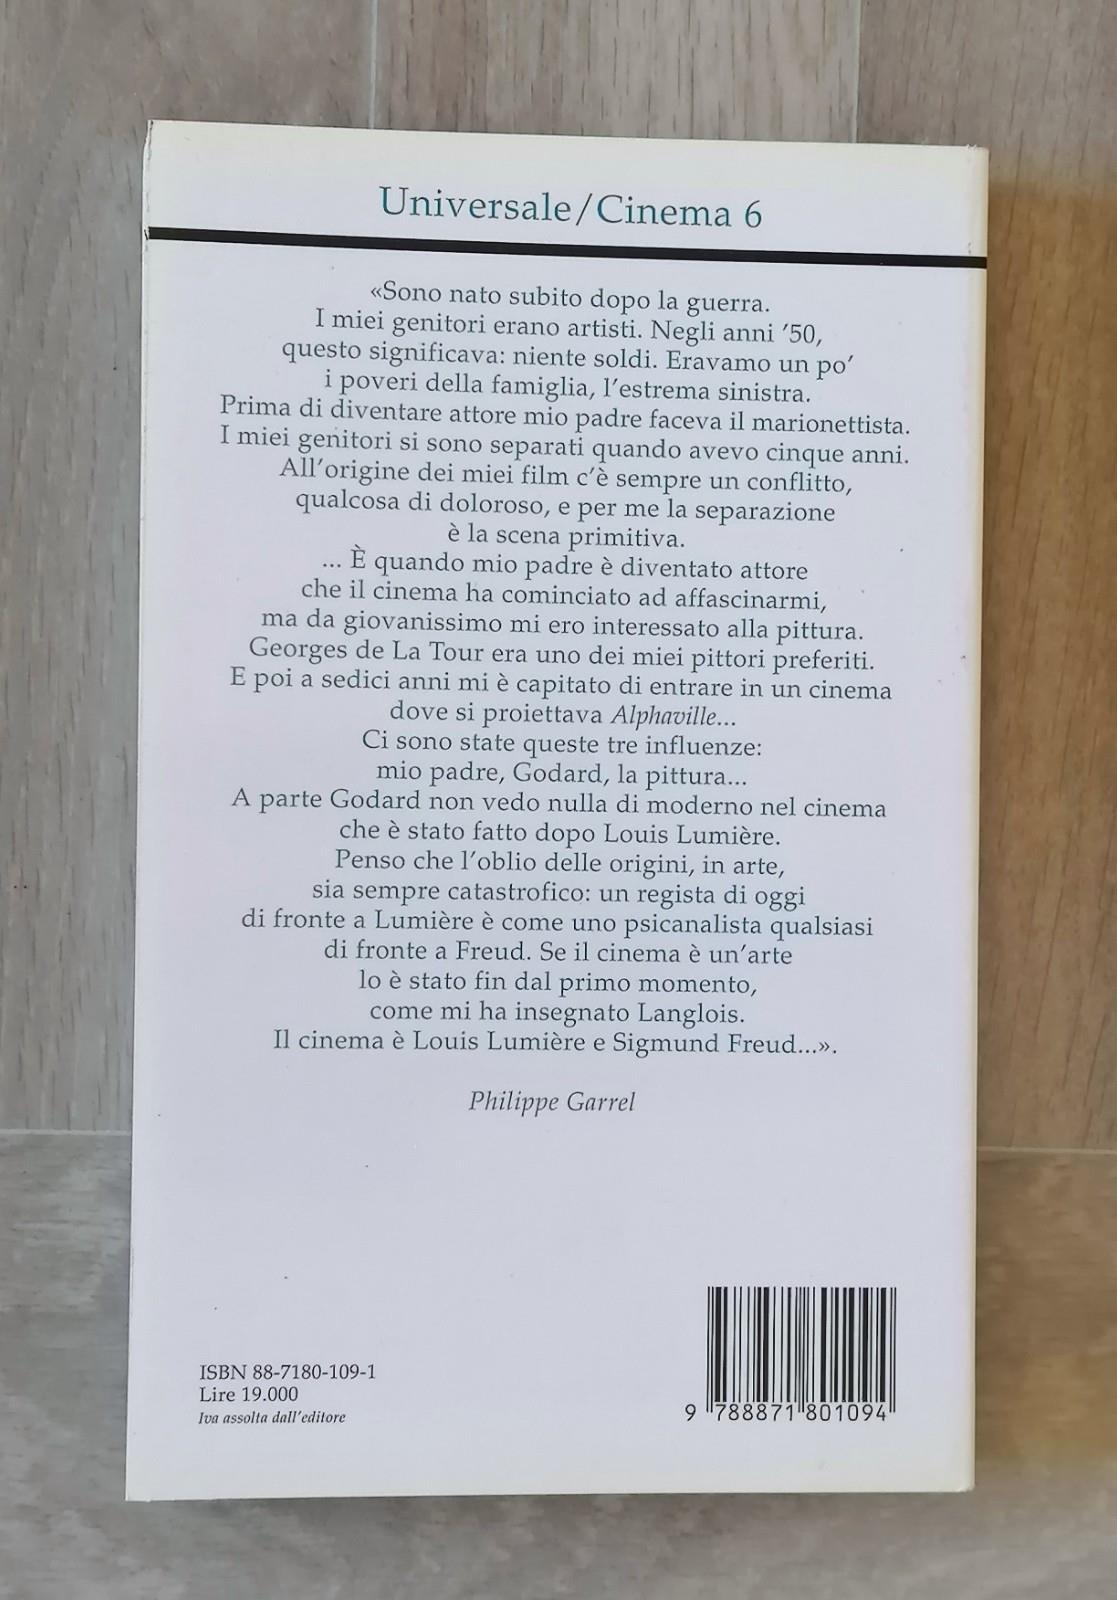 Universale/Cinema 6
«Sono nato subito dopo la guerra.
I miei genitori erano artisti. Negli anni ’50,
questo significava: niente soldi. Eravamo un po’
i poveri della famiglia, l’estrema sinistra.
Prima di diventare attore mio padre faceva il marionettista.
I miei genitori si sono separati quando avevo cinque anni.
All’origine dei miei film c’è sempre un conflitto,
qualcosa di doloroso, e per me la separazione
è la scena primitiva.
... È quando mio padre è diventato attore
che il cinema ha cominciato ad affascinarmi,
ma da giovanissimo mi ero interessato alla pittura.
Georges de La Tour era uno dei miei pittori preferiti.
E poi a sedici anni mi è capitato di entrare in un cinema
dove si proiettava Alphaville...
Ci sono state queste tre influenze:
mio padre, Godard, la pittura...
A parte Godard non vedo nulla di moderno nel cinema
che è stato fatto dopo Louis Lumière.
Penso che l’oblio delle origini, in arte,
sia sempre catastrofico: un regista di oggi
di fronte a Lumière è come uno psicanalista qualsiasi
di fronte a Freud. Se il cinema è un’arte
lo è stato fin dal primo momento,
come mi ha insegnato Langlois.
Il cinema è Louis Lumière e Sigmund Freud...».
Philippe Garrel
ISBN 88-7180-109-1
Lire 19.000
Iva assolta dall’editore
9 788871 801094